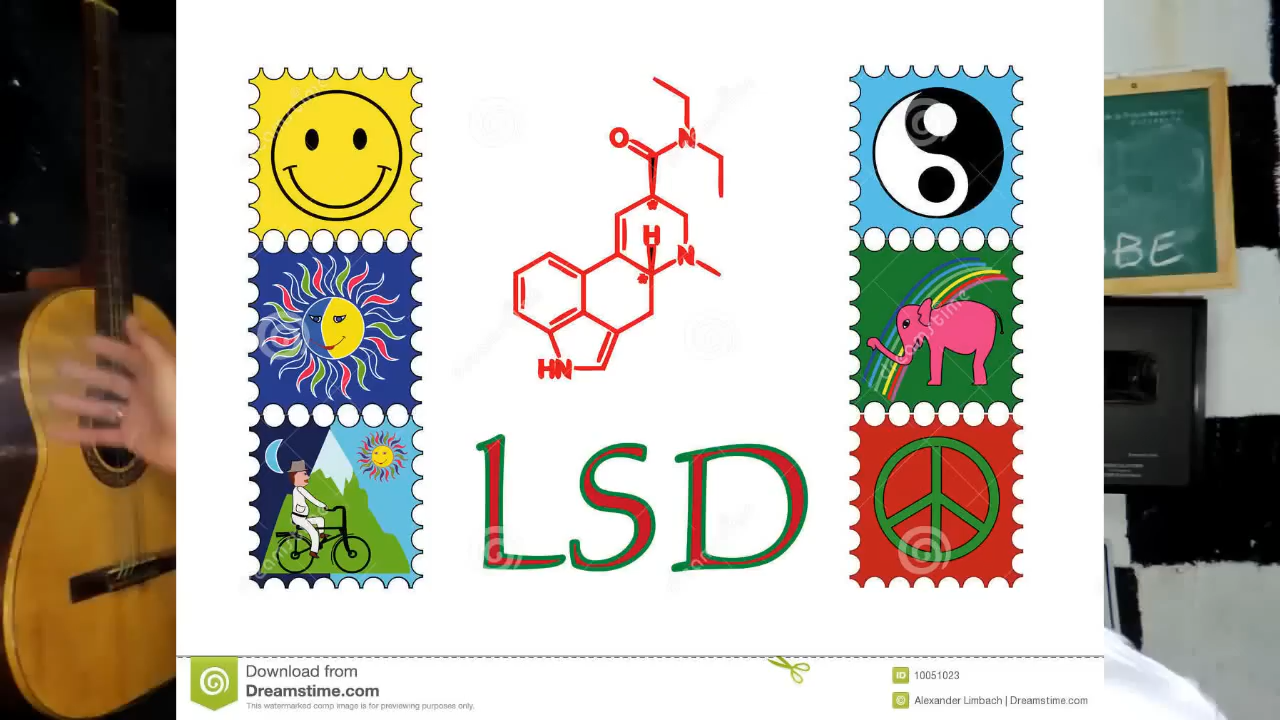 O
N
H
N
HN
LSD
BE
dreamstime
Download from
Dreamstime.com
This watermarked comp image is for previewing purposes only.
ID 10051023
Alexander Limbach | Dreamstime.com